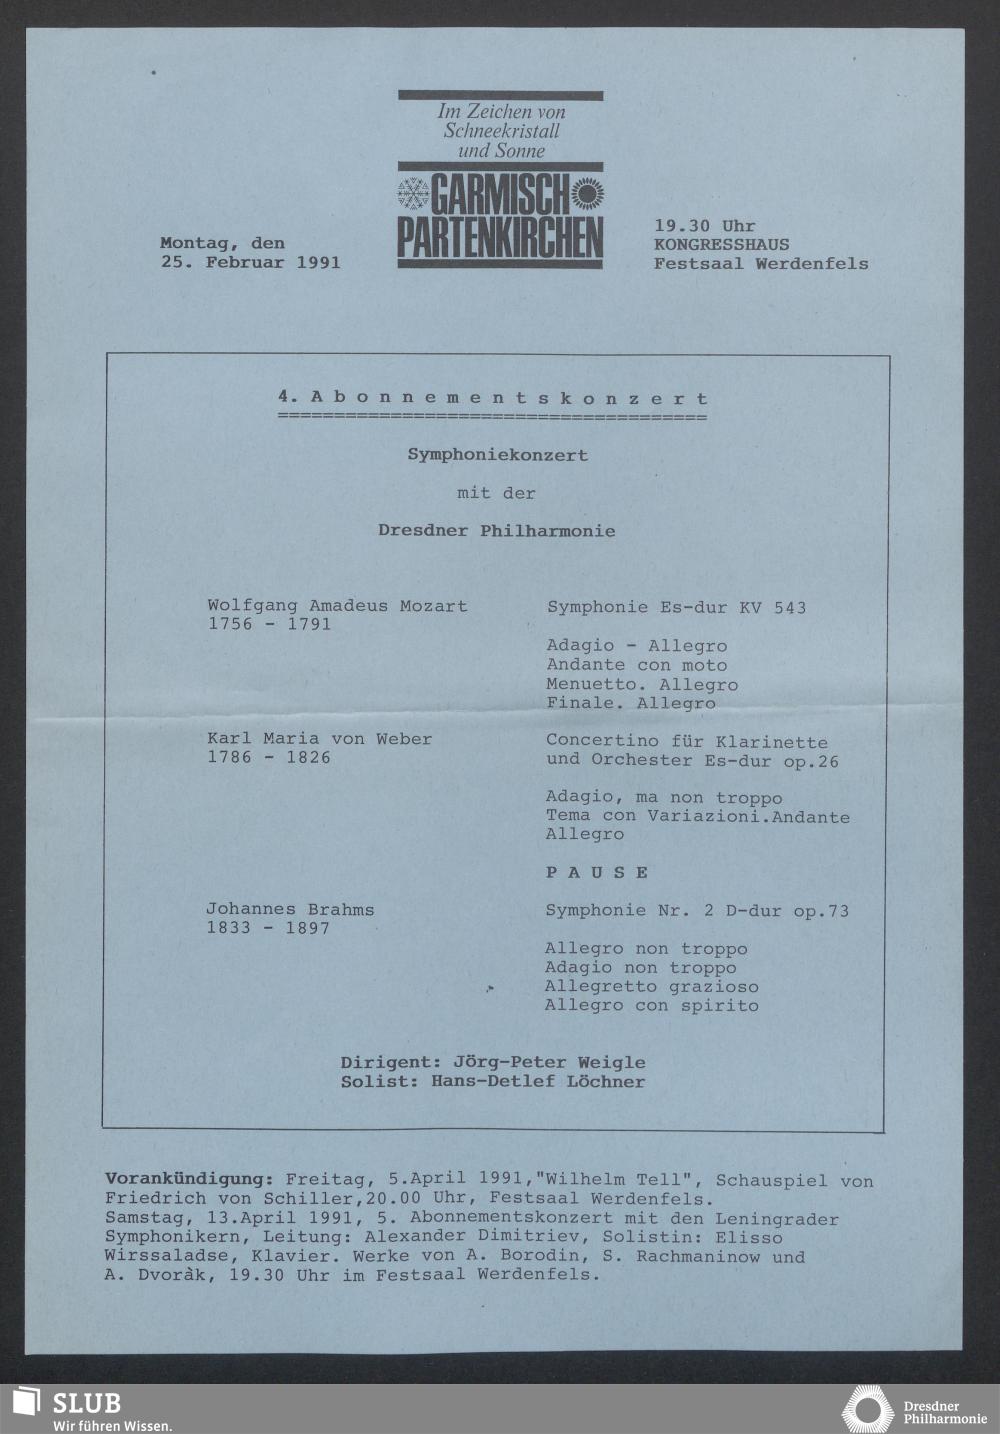 Im Zeichen von
Schneekristall
und Sonne
GARMISCH
PARTENKIRCHEN
Montag, den
25. Februar 1991
19.30 Uhr
KONGRESSHAUS
Festsaal Werdenfels
4. A b o n n e m e n t s k o n z e r t
======================================
Symphoniekonzert
mit der
Dresdner Philharmonie
Wolfgang Amadeus Mozart
1756 - 1791
Symphonie Es-dur KV 543
Adagio - Allegro
Andante con moto
Menuetto. Allegro
Finale. Allegro
Karl Maria von Weber
1786 - 1826
Concertino für Klarinette
und Orchester Es-dur op.26
Adagio, ma non troppo
Tema con Variazioni.Andante
Allegro
P A U S E
Johannes Brahms
1833 - 1897
Symphonie Nr. 2 D-dur op.73
Allegro non troppo
Adagio non troppo
Allegretto grazioso
Allegro con spirito
Dirigent: Jörg-Peter Weigle
Solist: Hans-Detlef Löchner
Vorankündigung: Freitag, 5.April 1991,"Wilhelm Tell", Schauspiel von
Friedrich von Schiller,20.00 Uhr, Festsaal Werdenfels.
Samstag, 13.April 1991, 5. Abonnementskonzert mit den Leningrader
Symphonikern, Leitung: Alexander Dimitriev, Solistin: Elisso
Wirssaladse, Klavier. Werke von A. Borodin, S. Rachmaninow und
A. Dvoràk, 19.30 Uhr im Festsaal Werdenfels.
SLUB
Wir führen Wissen.
Dresdner
Philharmonie